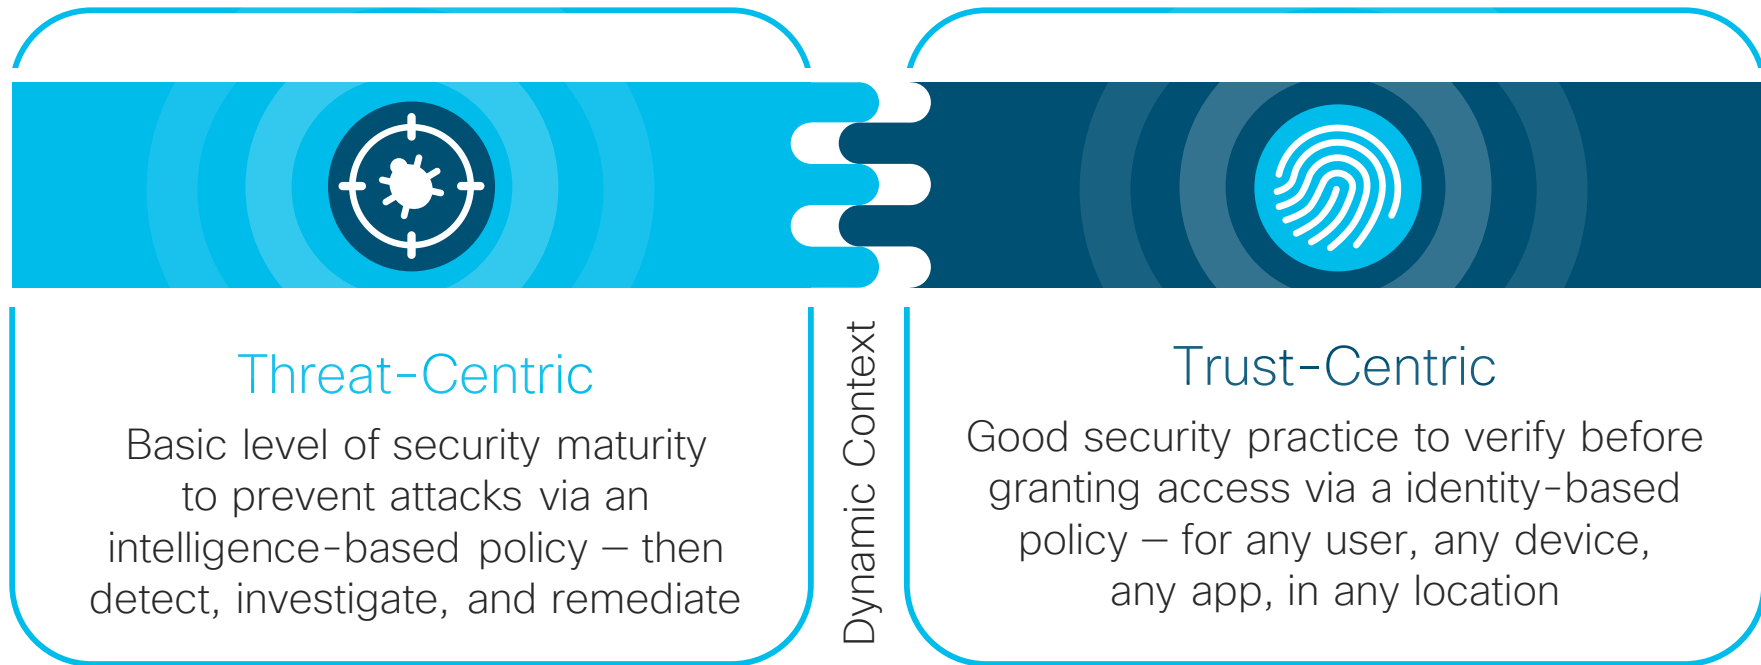 Threat-Centric
Basic level of security maturity
to prevent attacks via an
intelligence-based policy – then
detect, investigate, and remediate
Dynamic Context
Trust-Centric
Good security practice to verify before
granting access via a identity-based
policy – for any user, any device,
any app, in any location